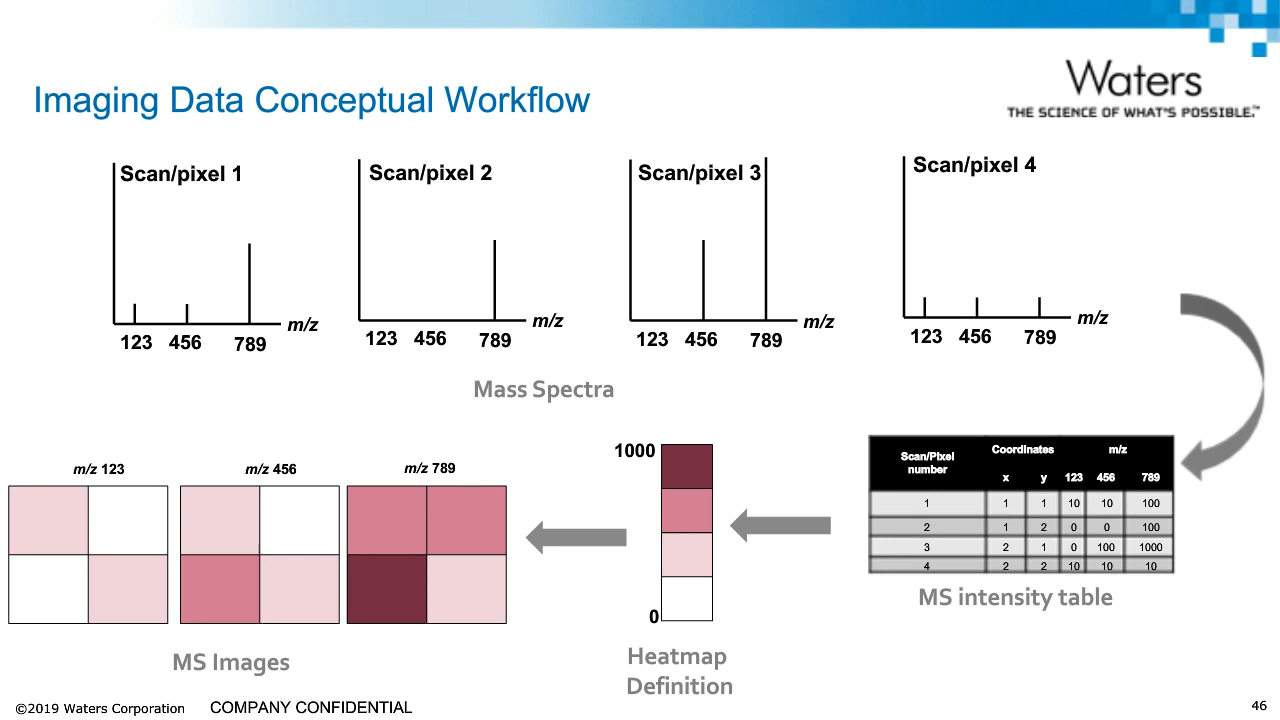 Waters
THE SCIENCE OF WHAT'S POSSIBLE.™
Imaging Data Conceptual Workflow
Scan/pixel 1
m/z
123 456 789
Scan/pixel 2
m/z
123 456 789
Scan/pixel 3
m/z
123 456 789
Scan/pixel 4
m/z
123 456 789
Mass Spectra
m/z 123
m/z 456
m/z 789
MS Images
1000
0
Heatmap
Definition
Scan/Pixel number Coordinates m/z
x y 123 456 789
1 1 1 10 10 100
2 1 2 0 0 100
3 2 1 0 100 1000
4 2 2 10 10 10
MS intensity table
©2019 Waters Corporation COMPANY CONFIDENTIAL
46